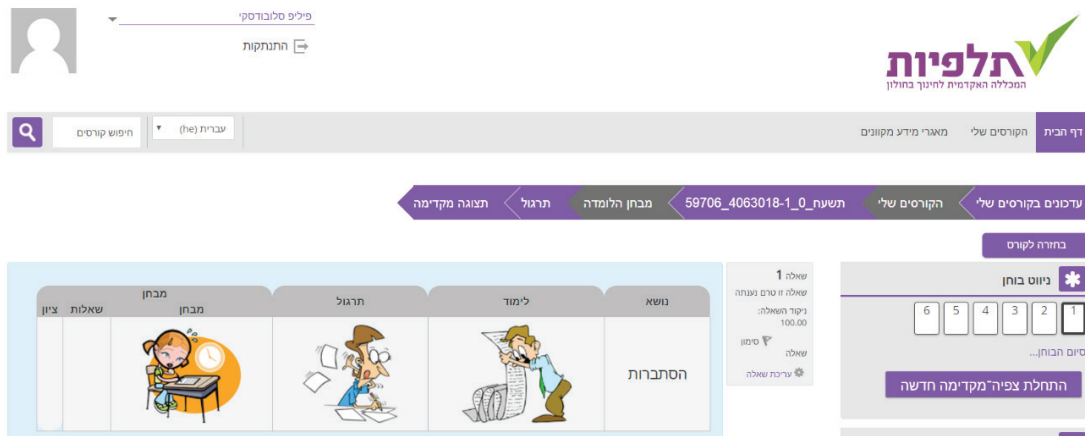 פיליפ סלובודסקי
התנתקות
תלפיות
המכללה האקדמית לחינוך בחולון
דף הבית
הקורסים שלי
מאגרי מידע מקוונים
עברית (he)
חיפוש קורסים
עדכונים בקורסים שלי
הקורסים שלי
תשעח_0_1-4063018_59706
מבחן הלומדה
תרגול
תצוגה מקדימה
בחזרה לקורס
ניווט בוחן
1 2 3 4 5 6
סיום הבוחן...
התחלת צפיה־מקדימה חדשה
שאלה 1
שאלה זו טרם נענתה
ניקוד השאלה:
100.00
סימון
שאלה
עריכת שאלה
נושא
לימוד
תרגול
מבחן
מבחן
שאלות
ציון
הסתברות